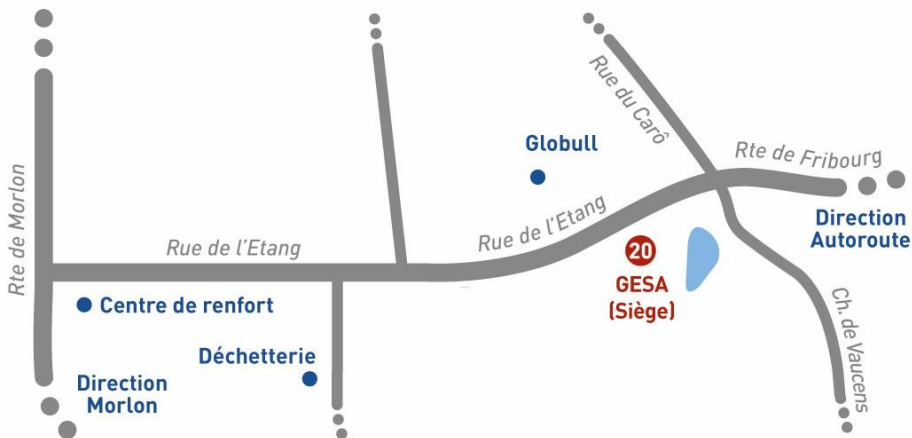 Rue du Carô
Globull
Rte de Fribourg
Rte de Morlon
Rue de l'Etang
Rue de l'Etang
Direction
Autoroute
20
GESA
(Siège)
Centre de renfort
Ch. de Vaucens
Déchetterie
Direction
Morlon